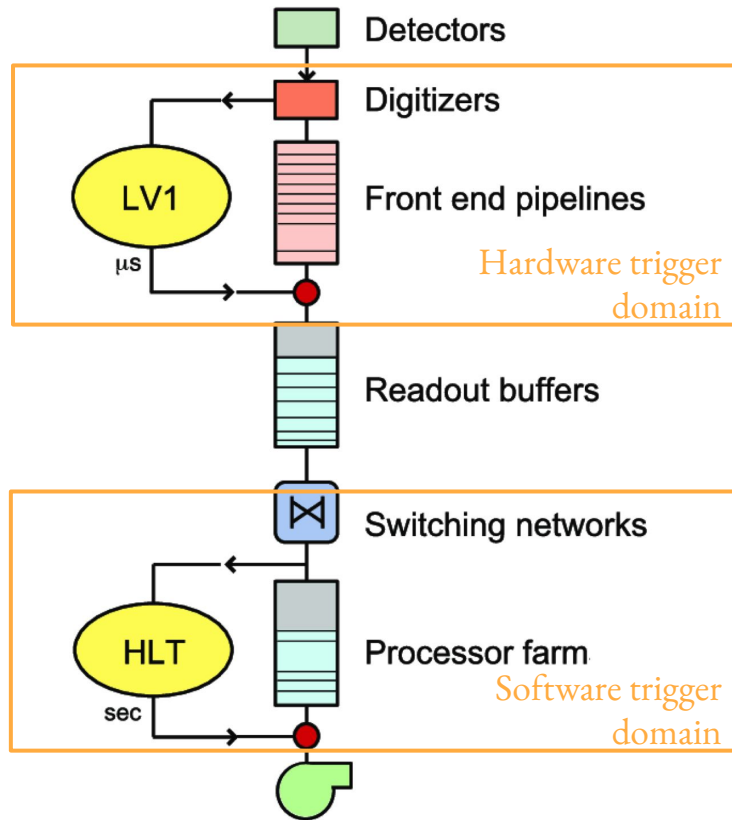 Detectors
Digitizers
LV1
Front end pipelines
μs
Hardware trigger
domain
Readout buffers
Switching networks
HLT
Processor farm
Software trigger
sec
domain